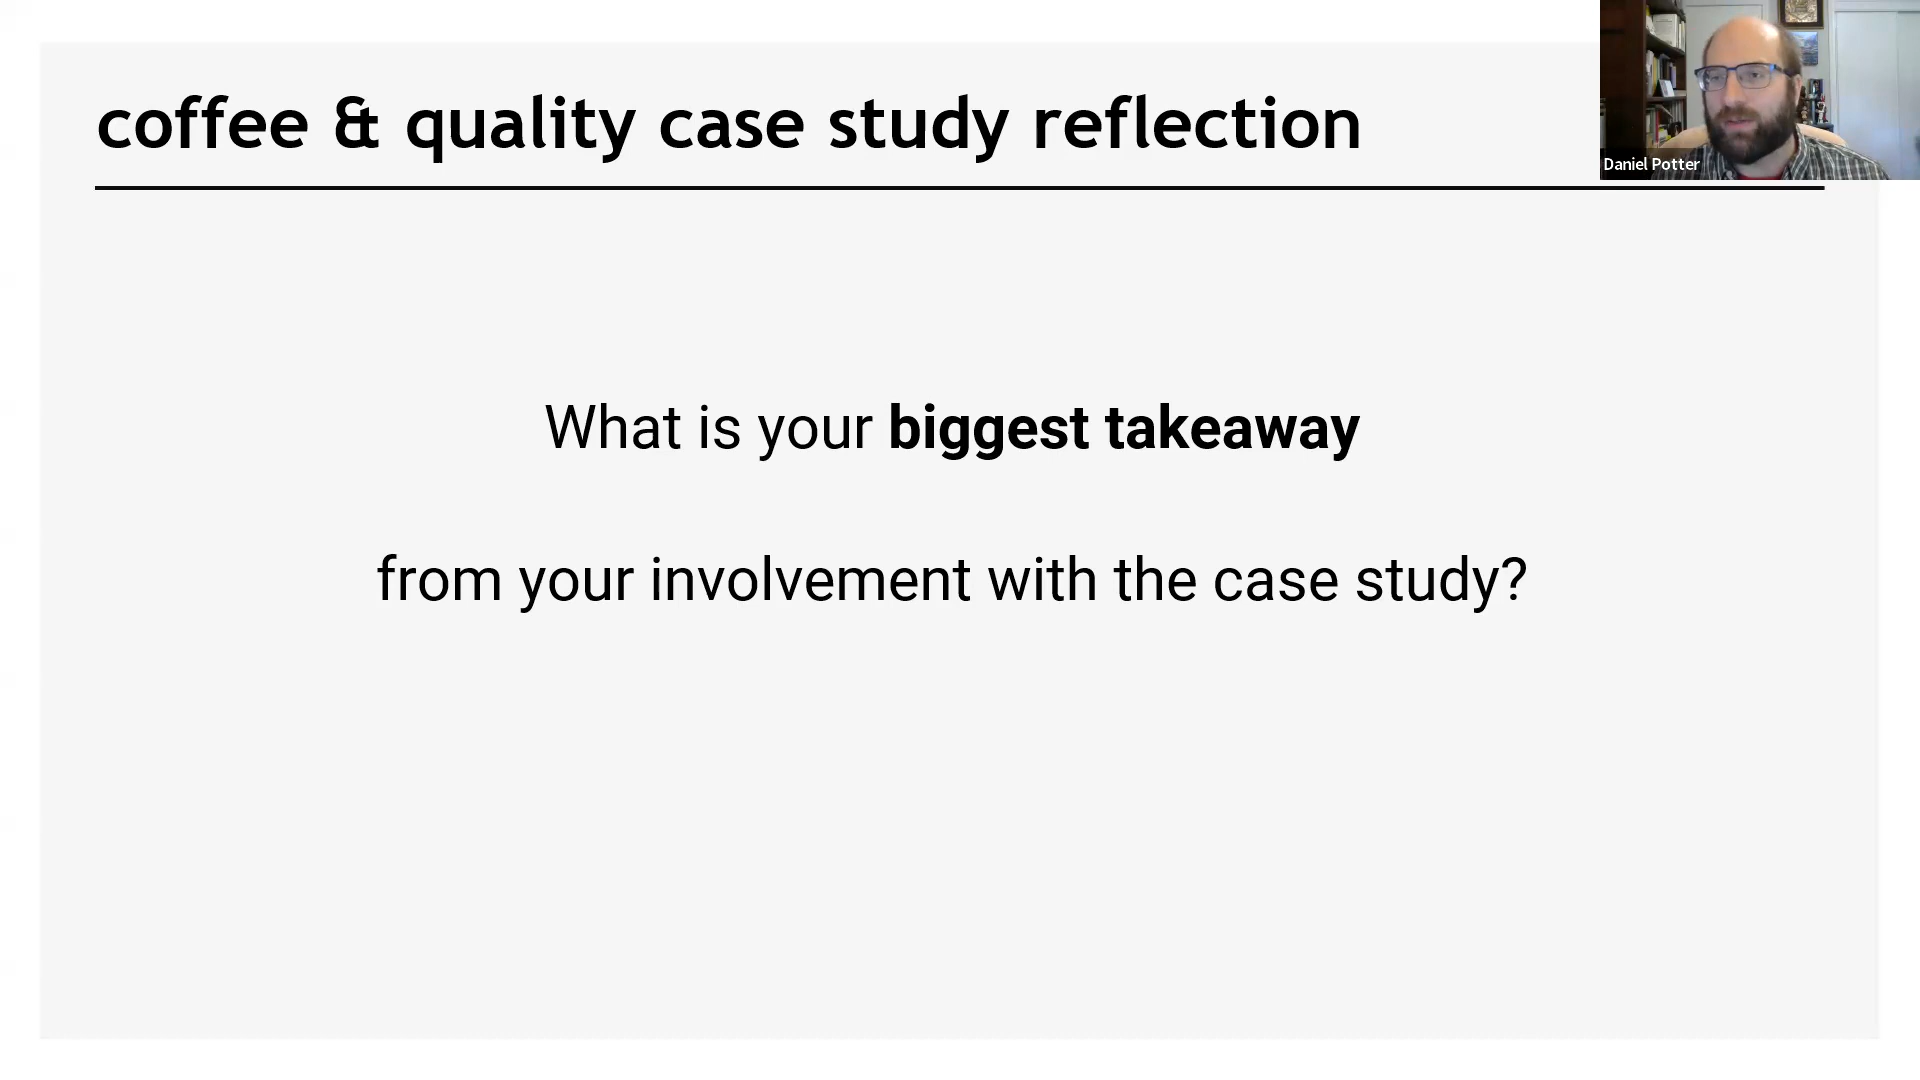 coffee & quality case study reflection
Daniel Potter
What is your biggest takeaway
from your involvement with the case study?